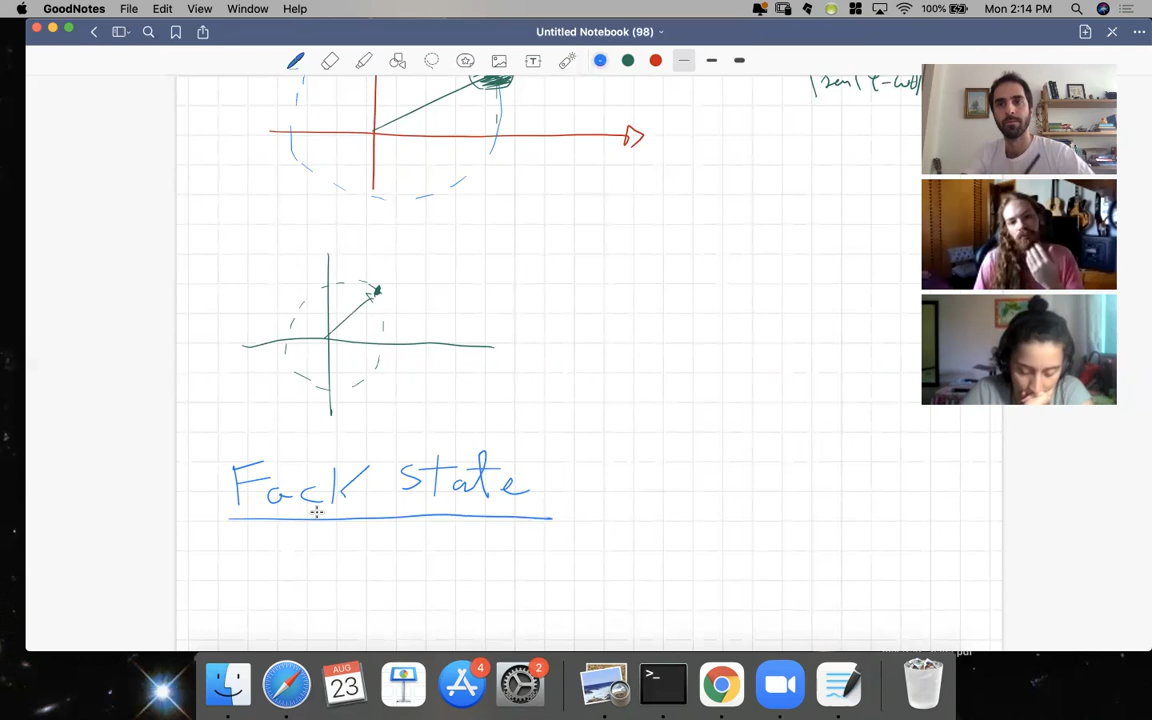 GoodNotes File Edit View Window Help 100% Mon 2:14 PM
Untitled Notebook (98)
Fock state
AUG
23
4
2